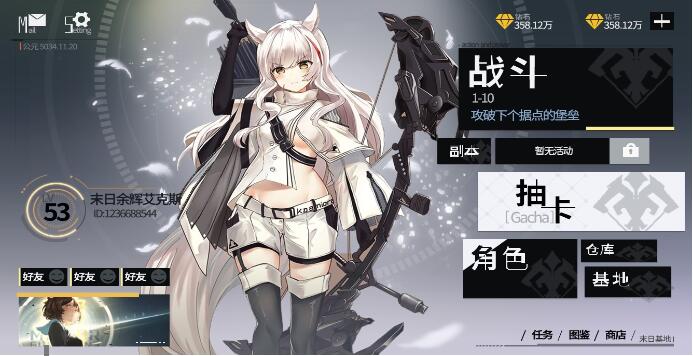 Mail
Setting
公元 5034.11.20
钻石
358.12万
钻石
358.12万
战斗
1-10
攻破下个据点的堡垒
副本
暂无活动
抽卡
[Gacha]
LV
53
末日余辉艾克斯
ID:1236688544
角色
仓库
基地
好友
好友
好友
/ 任务 / 图鉴 / 商店 / 末日基地